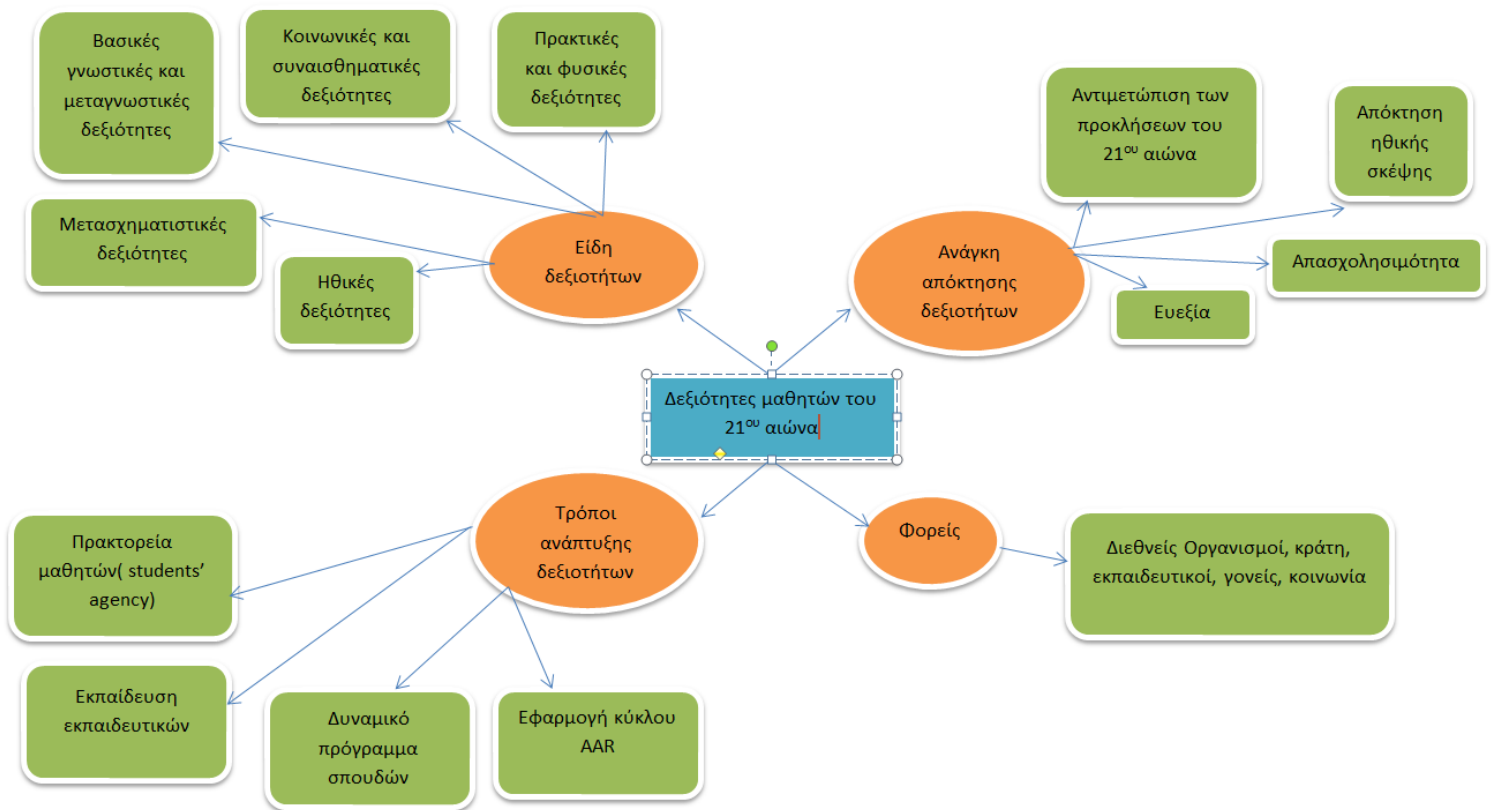 Βασικές
γνωστικές και
μεταγνωστικές
δεξιότητες
Κοινωνικές και
συναισθηματικές
δεξιότητες
Πρακτικές
και φυσικές
δεξιότητες
Μετασχηματιστικές
δεξιότητες
Ηθικές
δεξιότητες
Είδη
δεξιοτήτων
Αντιμετώπιση των
προκλήσεων του
21ου αιώνα
Απόκτηση
ηθικής
σκέψης
Απασχολησιμότητα
Ευεξία
Ανάγκη
απόκτησης
δεξιοτήτων
Δεξιότητες μαθητών του
21ου αιώνα
Τρόποι
ανάπτυξης
δεξιοτήτων
Φορείς
Διεθνείς Οργανισμοί, κράτη,
εκπαιδευτικοί, γονείς, κοινωνία
Πρακτορεία
μαθητών( students’
agency)
Εκπαίδευση
εκπαιδευτικών
Δυναμικό
πρόγραμμα
σπουδών
Εφαρμογή κύκλου
AAR